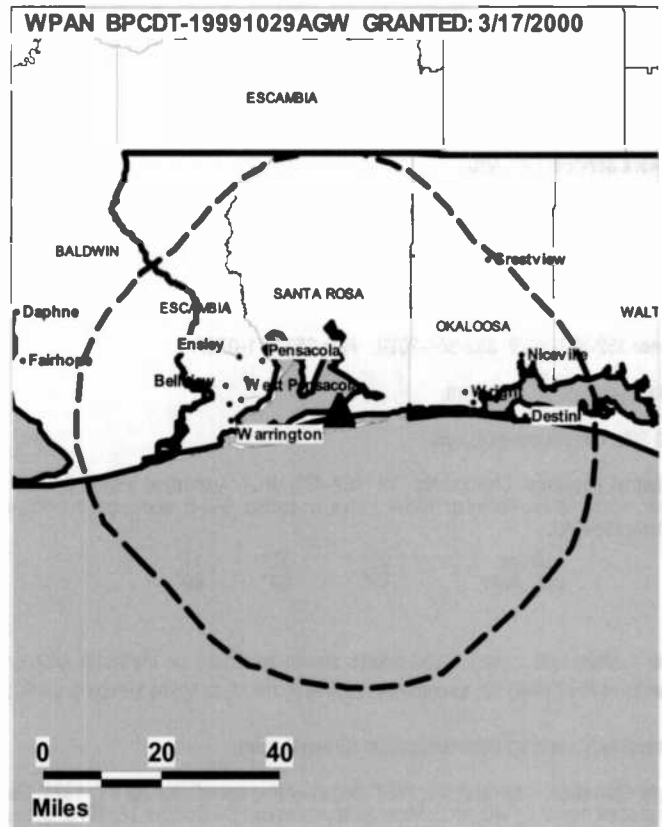 WPAN BPCDT-19991029AGW GRANTED: 3/17/2000
ESCAMBIA
BALDWIN
Crestview
SANTA ROSA
Daphne
ESCAMBIA
WALT
OKALOOSA
Ensley
Pensacola
Niceville
Fairhope
Bellview
West Pensacola
Wright
Destin
Warrington
0 20 40
Miles